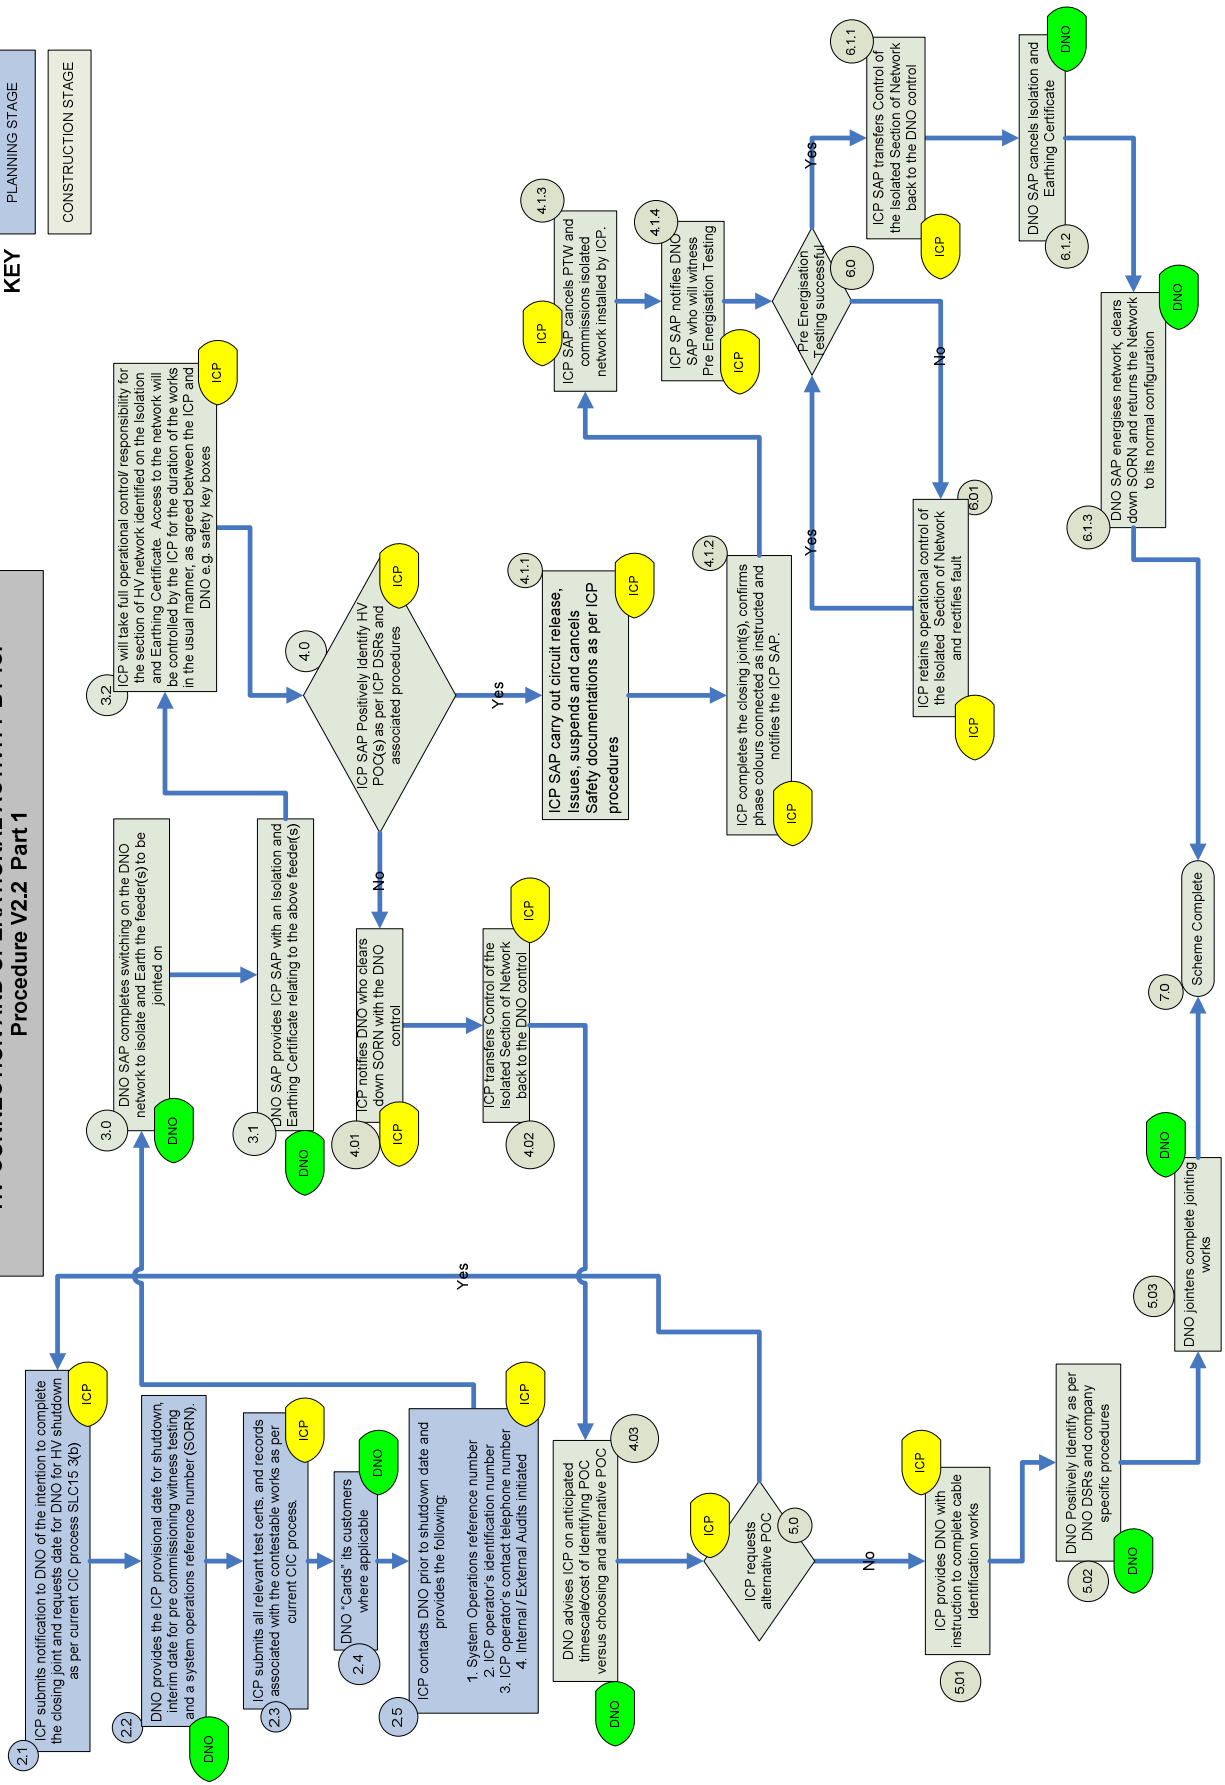 Procedure V2.2 Part 1
KEY
PLANNING STAGE
CONSTRUCTION STAGE
2.1
ICP submits notification to DNO of the intention to complete
the closing joint and requests date for DNO for HV shutdown
as per current CIC process SLC15 3(b)
ICP
2.2
DNO provides the ICP provisional date for shutdown,
interim date for pre commissioning witness testing
and a system operations reference number (SORN).
DNO
2.3
ICP submits all relevant test certs, and records
associated with the contestable works as per
current CIC process.
ICP
2.4
DNO “Cards” its customers
where applicable
DNO
2.5
ICP contacts DNO prior to shutdown date and
provides the following:
1. System Operations reference number
2. ICP operator's identification number
3. ICP operator's contact telephone number
4. Internal / External Audits initiated
ICP
3.0
DNO SAP completes switching on the DNO
network to isolate and Earth the feeder(s) to be
jointed on
DNO
3.1
DNO SAP provides ICP SAP with an Isolation and
Earthing Certificate relating to the above feeder(s)
DNO
3.2
ICP will take full operational control/ responsibility for
the section of HV network identified on the Isolation
and Earthing Certificate. Access to the network will
be controlled by the ICP for the duration of the works
in the usual manner, as agreed between the ICP and
DNO e.g. safety key boxes
ICP
4.0
ICP SAP Positively Identify HV
POC(s) as per ICP DSRs and
associated procedures
ICP
No
Yes
4.01
ICP notifies DNO who clears
down SORN with the DNO
control
ICP
4.02
ICP transfers Control of the
Isolated Section of Network
back to the DNO control
ICP
4.03
DNO advises ICP on anticipated
timescale/cost of Identifying POC
versus choosing and alternative POC
DNO
4.1.1
ICP SAP carry out circuit release,
Issues, suspends and cancels
Safety documentations as per ICP
procedures
ICP
4.1.2
ICP completes the closing joint(s), confirms
phase colours connected as instructed and
notifies the ICP SAP.
ICP
4.1.3
ICP SAP cancels PTW and
commissions isolated
network installed by ICP.
ICP
4.1.4
ICP SAP notifies DNO
SAP who will witness
Pre Energisation Testing
ICP
5.0
ICP requests
alternative POC
ICP
Yes
No
5.01
ICP provides DNO with
instruction to complete cable
Identification works
ICP
5.02
DNO Positively Identify as per
DNO DSRs and company
specific procedures
DNO
5.03
DNO jointers complete jointing
works
DNO
6.0
Pre Energisation
Testing successful
Yes
No
6.01
ICP retains operational control of
the Isolated Section of Network
and rectifies fault
ICP
Yes
6.1.1
ICP SAP transfers Control of
the Isolated Section of Network
back to the DNO control
ICP
6.1.2
DNO SAP cancels Isolation and
Earthing Certificate
DNO
6.1.3
DNO SAP energises network, clears
down SORN and returns the Network
to its normal configuration
DNO
7.0
Scheme Complete